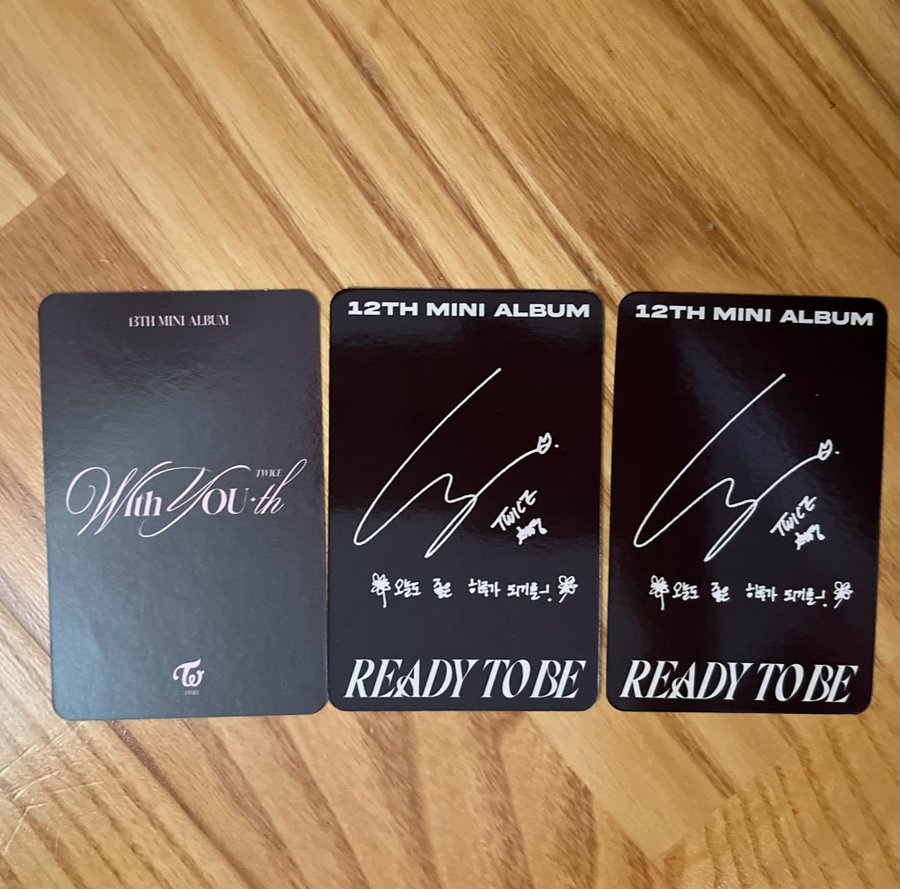 13TH MINI ALBUM
TWICE
With YOU-th
TWICE
12TH MINI ALBUM
TWICE
오늘도 좋은 하루가 되기를~!
READY TO BE
12TH MINI ALBUM
TWICE
오늘도 좋은 하루가 되기를~!
READY TO BE